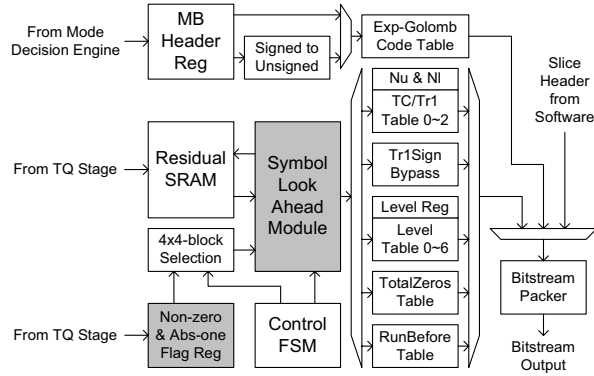 From Mode
Decision Engine
MB
Header
Reg
Signed to
Unsigned
Exp-Golomb
Code Table
Slice
Header
from
Software
Nu & Nl
TC/Tr1
Table 0~2
From TQ Stage
Residual
SRAM
Symbol
Look
Ahead
Module
Tr1Sign
Bypass
Level Reg
Level
Table 0~6
4x4-block
Selection
TotalZeros
Table
Bitstream
Packer
From TQ Stage
Non-zero
& Abs-one
Flag Reg
Control
FSM
RunBefore
Table
Bitstream
Output